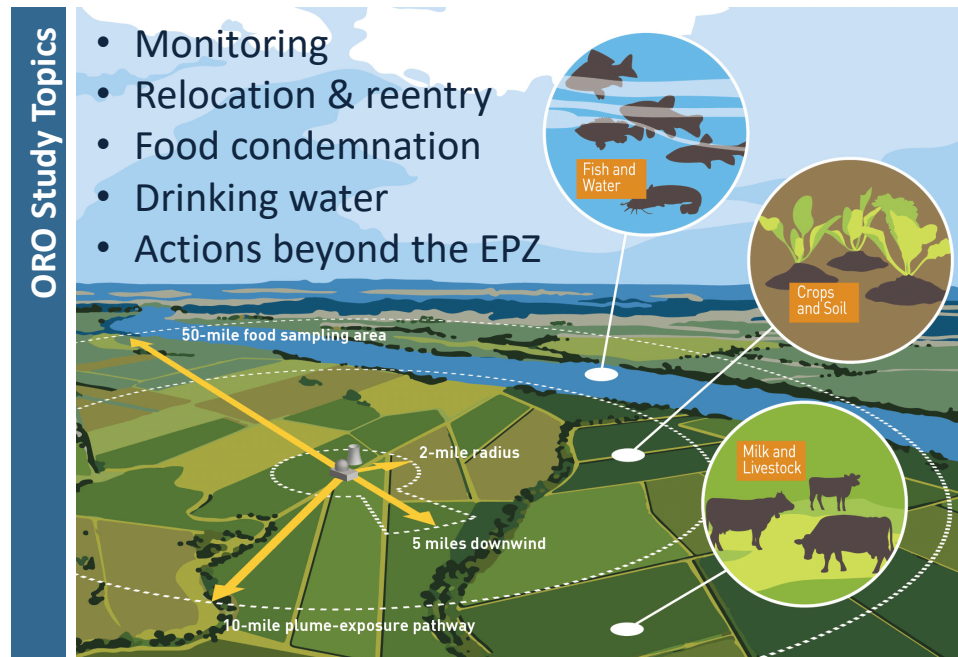 ORO Study Topics
• Monitoring
• Relocation & reentry
• Food condemnation
• Drinking water
• Actions beyond the EPZ
Fish and
Water
Crops
and Soil
50-mile food sampling area
2-mile radius
Milk and
Livestock
5 miles downwind
10-mile plume-exposure pathway